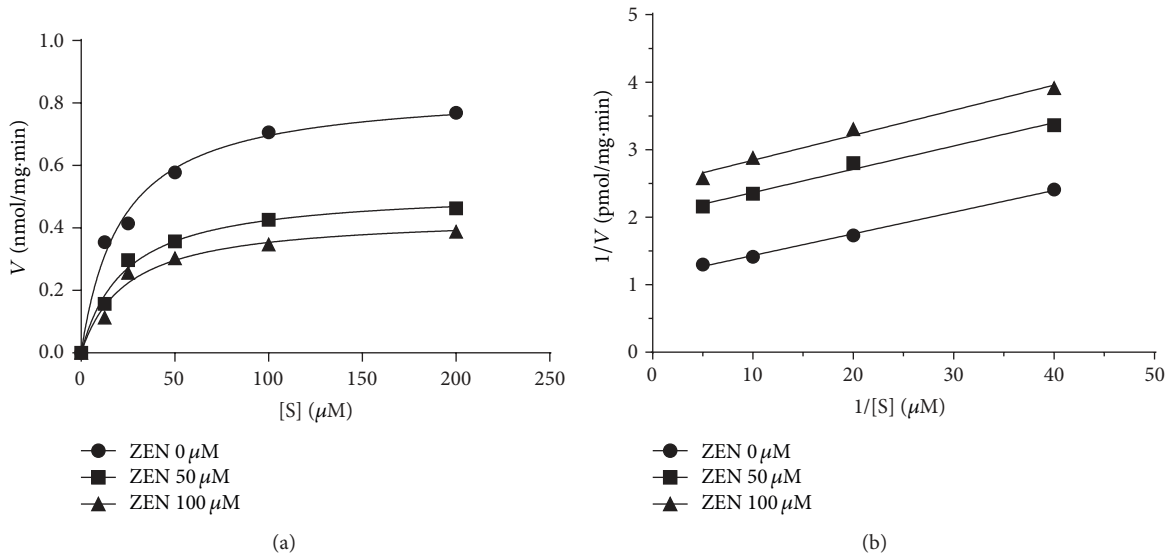 1.0
0.8
0.6
0.4
0.2
0.0
V (nmol/mg·min)
0 50 100 150 200 250
[S] (μM)
ZEN 0 μM
ZEN 50 μM
ZEN 100 μM
(a)
5
4
3
2
1
0
1/V (pmol/mg·min)
0 10 20 30 40 50
1/[S] (μM)
ZEN 0 μM
ZEN 50 μM
ZEN 100 μM
(b)